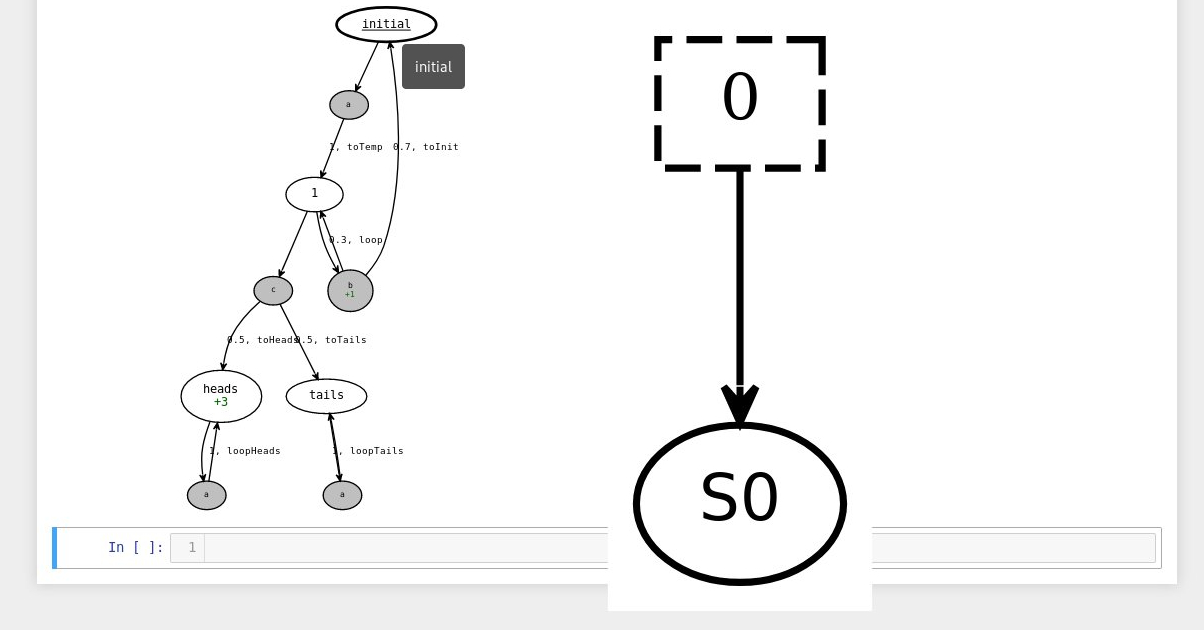 initial
initial
a
1, toTemp
0.7, toInit
1
0.3, loop
c
b
+1
0.5, toHeads
0.5, toTails
heads
+3
tails
1, loopHeads
1, loopTails
a
a
0
S0
In [ ]:
1